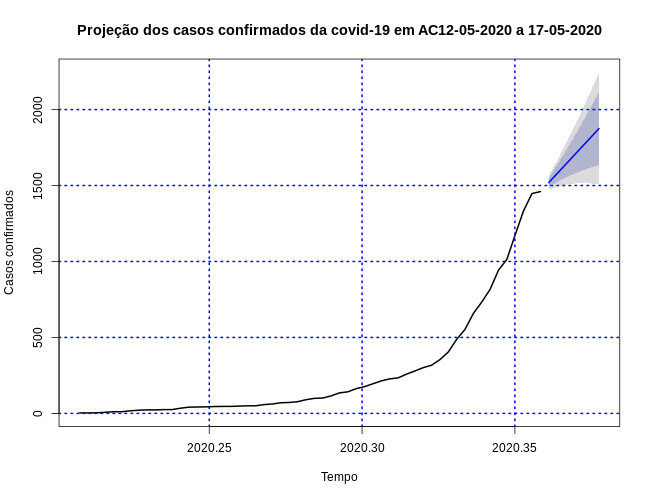 Projeção dos casos confirmados da covid-19 em AC12-05-2020 a 17-05-2020
Casos confirmados
2000
1500
1000
500
0
2020.25 2020.30 2020.35
Tempo